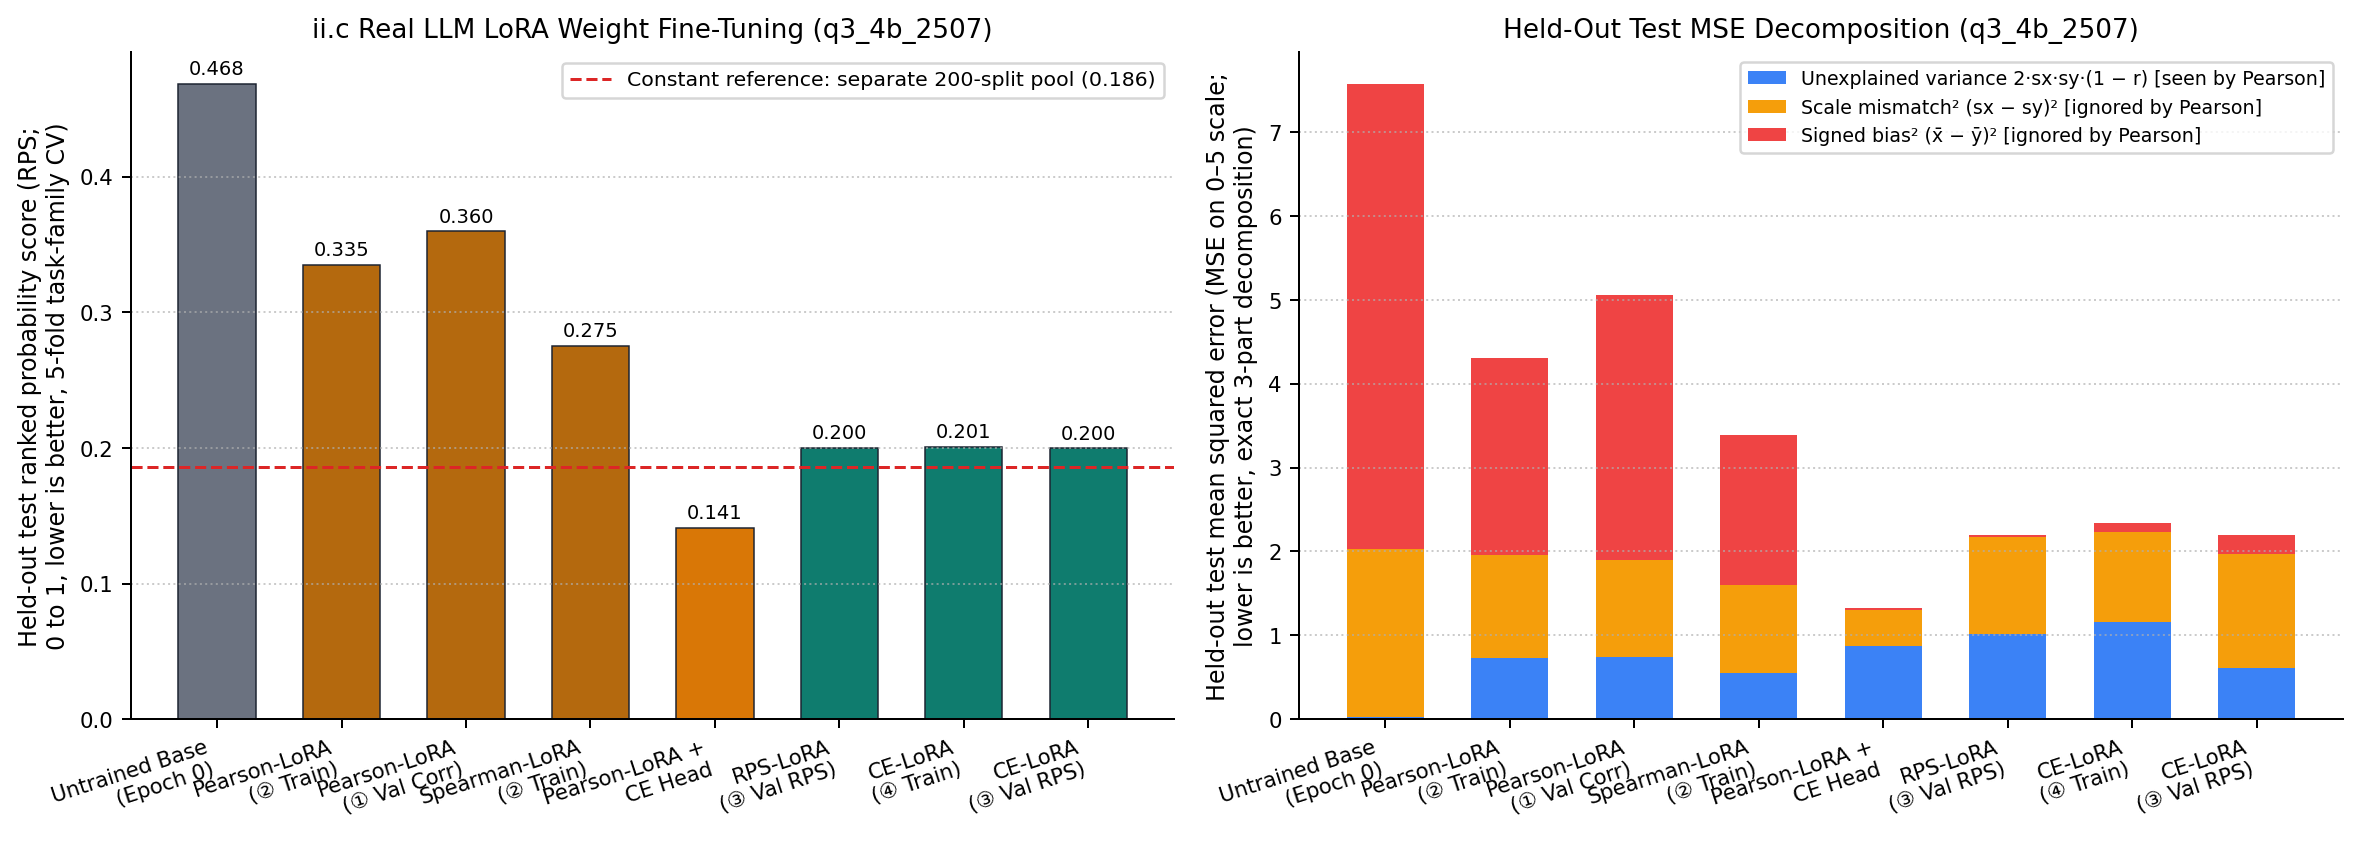 ii.c Real LLM LoRA Weight Fine-Tuning (q3_4b_2507)
Held-out test ranked probability score (RPS;
0 to 1, lower is better, 5-fold task-family CV)
0.4
0.3
0.2
0.1
0.0
Constant reference: separate 200-split pool (0.186)
0.468
0.335
0.360
0.275
0.141
0.200
0.201
0.200
Untrained Base
(Epoch 0)
Pearson-LoRA
(② Train)
Pearson-LoRA
(① Val Corr)
Spearman-LoRA
(② Train)
Pearson-LoRA +
CE Head
RPS-LoRA
(③ Val RPS)
CE-LoRA
(④ Train)
CE-LoRA
(③ Val RPS)
Held-Out Test MSE Decomposition (q3_4b_2507)
Held-out test mean squared error (MSE on 0–5 scale;
lower is better, exact 3-part decomposition)
7
6
5
4
3
2
1
0
Unexplained variance 2·sx·sy·(1 − r) [seen by Pearson]
Scale mismatch² (sx − sy)² [ignored by Pearson]
Signed bias² (x̄ − ȳ)² [ignored by Pearson]
Untrained Base
(Epoch 0)
Pearson-LoRA
(② Train)
Pearson-LoRA
(① Val Corr)
Spearman-LoRA
(② Train)
Pearson-LoRA +
CE Head
RPS-LoRA
(③ Val RPS)
CE-LoRA
(④ Train)
CE-LoRA
(③ Val RPS)